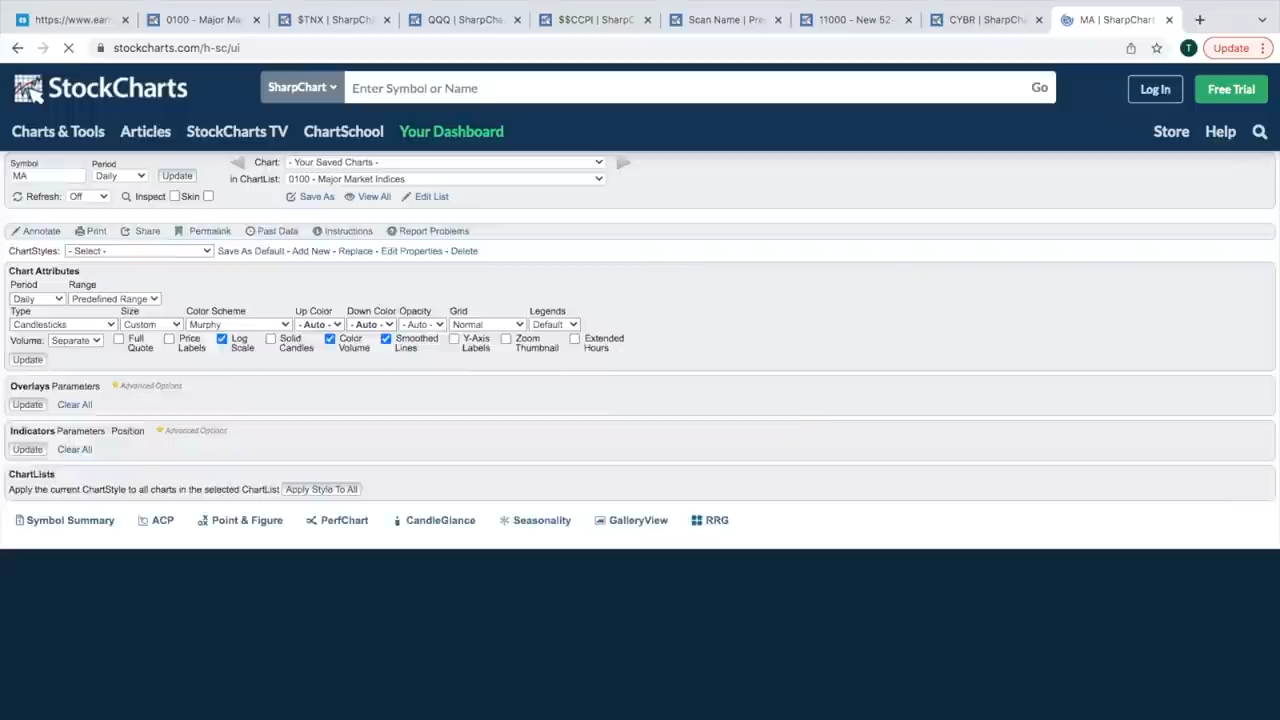 https://www.earn
0100 - Major Ma
$TNX | SharpCh
QQQ | SharpCha
$$CCPI | SharpC
Scan Name | Pre
11000 - New 52-
CYBR | SharpCh
MA | SharpChart
stockcharts.com/h-sc/ui
T
Update
StockCharts
SharpChart
Enter Symbol or Name
Go
Log In
Free Trial
Charts & Tools
Articles
StockCharts TV
ChartSchool
Your Dashboard
Store
Help
Symbol
Period
MA
Daily
Update
Chart:
- Your Saved Charts -
in ChartList:
0100 - Major Market Indices
Refresh:
Off
Inspect
Skin
Save As
View All
Edit List
Annotate
Print
Share
Permalink
Past Data
Instructions
Report Problems
ChartStyles:
- Select -
Save As Default - Add New - Replace - Edit Properties - Delete
Chart Attributes
Period
Range
Daily
Predefined Range
Type
Size
Color Scheme
Up Color
Down Color
Opacity
Grid
Legends
Candlesticks
Custom
Murphy
- Auto -
- Auto -
- Auto -
Normal
Default
Volume:
Separate
Full
Quote
Price
Labels
Log
Scale
Solid
Candles
Color
Volume
Smoothed
Lines
Y-Axis
Labels
Zoom
Thumbnail
Extended
Hours
Update
Overlays Parameters
Advanced Options
Update
Clear All
Indicators Parameters Position
Advanced Options
Update
Clear All
ChartLists
Apply the current ChartStyle to all charts in the selected ChartList
Apply Style To All
Symbol Summary
ACP
Point & Figure
PerfChart
CandleGlance
Seasonality
GalleryView
RRG